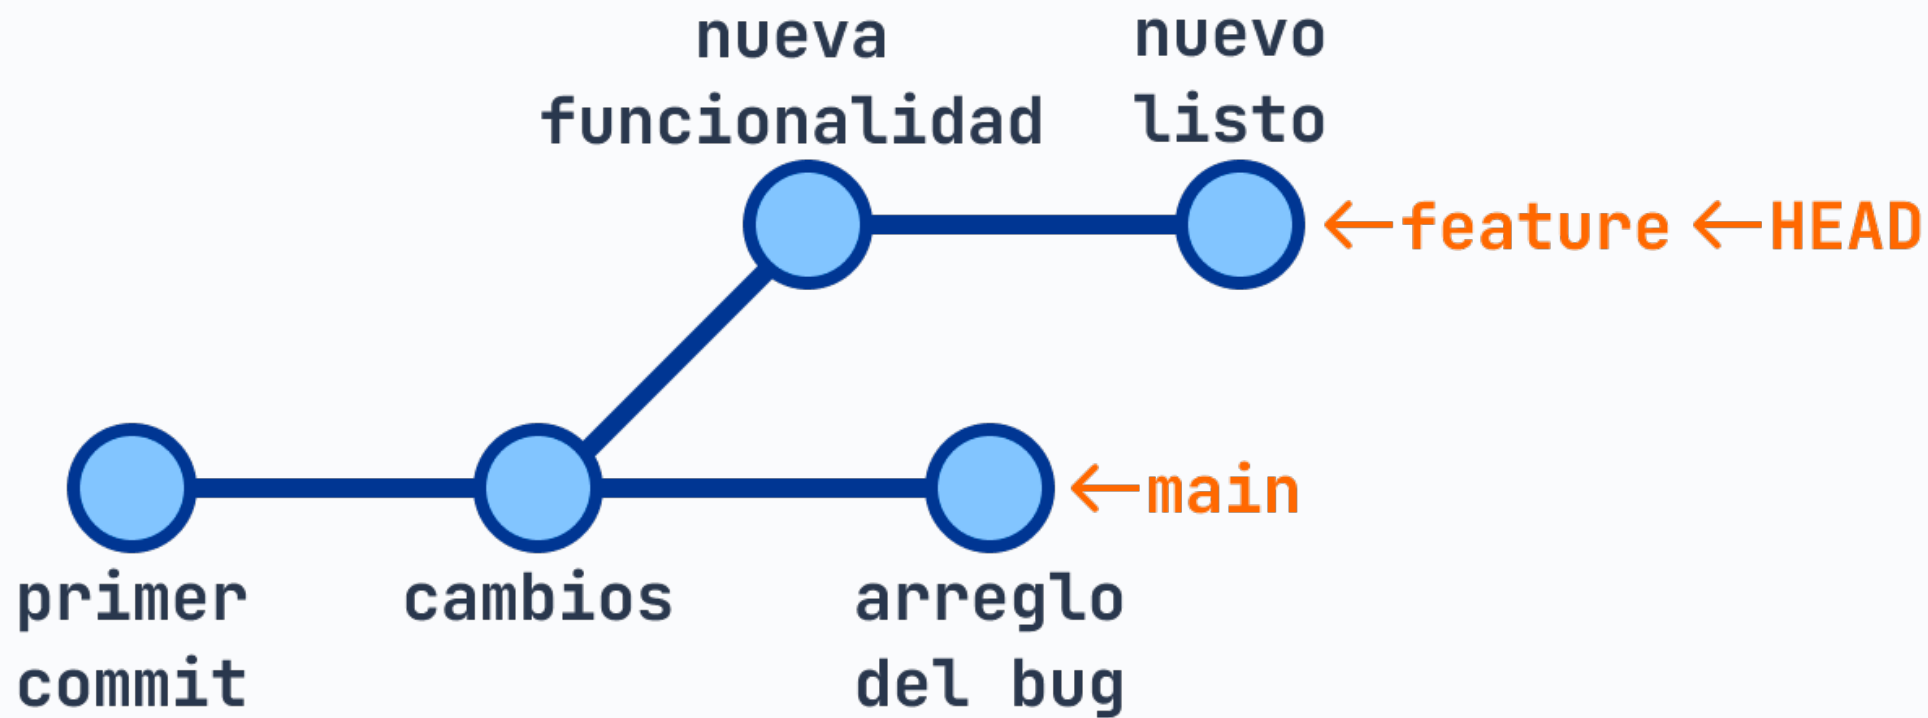 nueva
funcionalidad
nuevo
listo
←feature ←HEAD
←main
primer
commit
cambios
arreglo
del bug